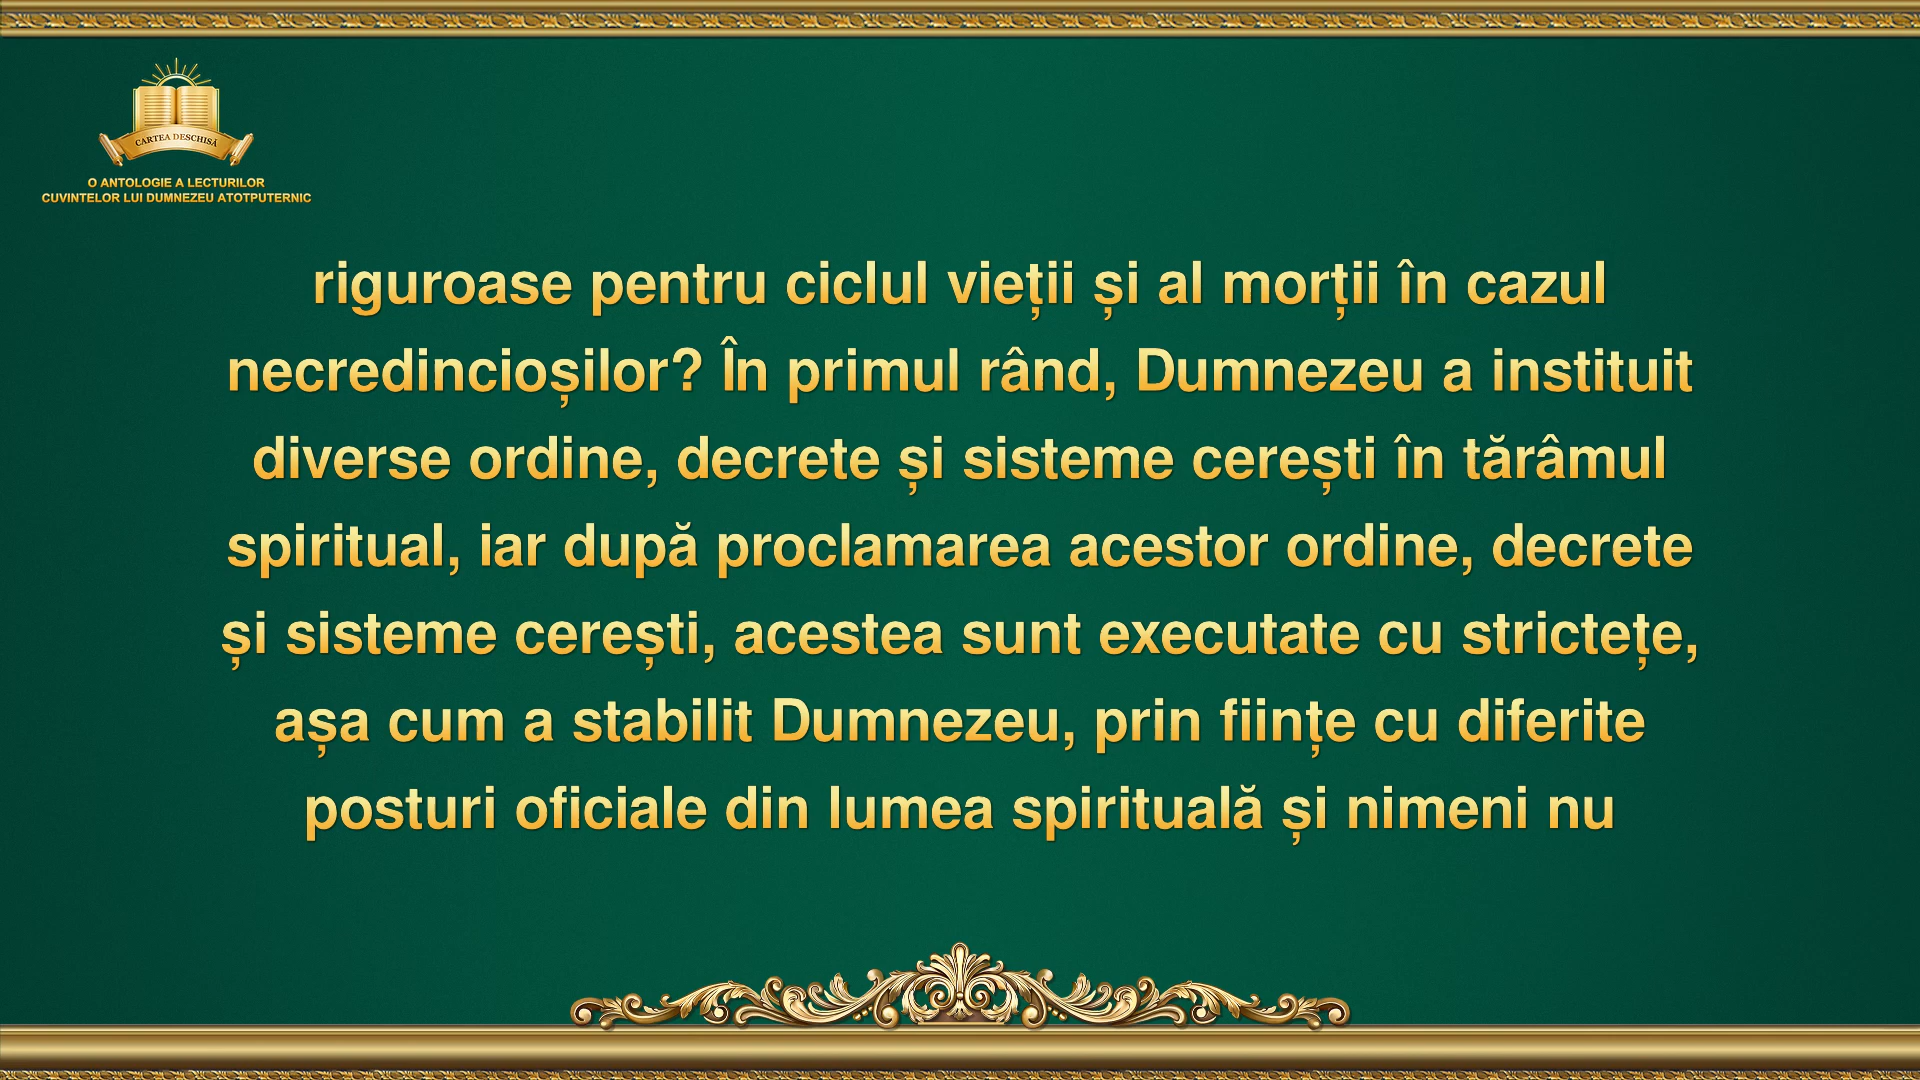 CARTEA DESCHISĂ
O ANTOLOGIE A LECTURILOR
CUVINTELOR LUI DUMNEZEU ATOTPUTERNIC
riguroase pentru ciclul vieții și al morții în cazul
necredincioșilor? În primul rând, Dumnezeu a instituit
diverse ordine, decrete și sisteme cerești în tărâmul
spiritual, iar după proclamarea acestor ordine, decrete
și sisteme cerești, acestea sunt executate cu strictețe,
așa cum a stabilit Dumnezeu, prin ființe cu diferite
posturi oficiale din lumea spirituală și nimeni nu